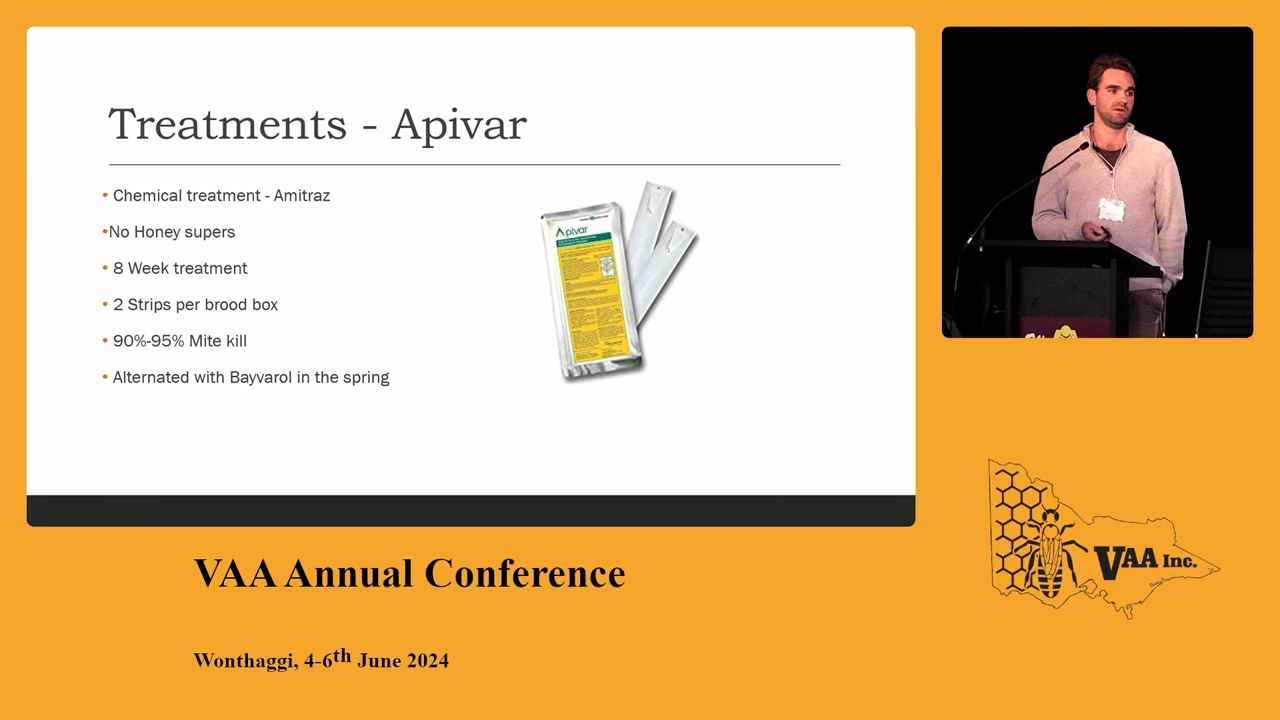 Treatments - Apivar
• Chemical treatment - Amitraz
•No Honey supers
• 8 Week treatment
• 2 Strips per brood box
• 90%-95% Mite kill
• Alternated with Bayvarol in the spring
Apivar
VAA Annual Conference
Wonthaggi, 4-6th June 2024
VAA Inc.